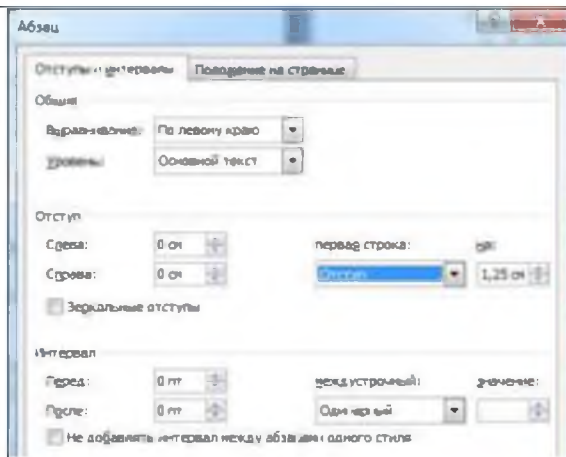 Абзац
Отступы и интервалы Положение на странице
Общие
Выравнивание: По левому краю
Уровень: Основной текст
Отступ
Слева: 0 см первая строка: на:
Справа: 0 см Отступ 1,25 см
Зеркальные отступы
Интервал
Перед: 0 пт междустрочный: значение:
После: 0 пт Одинарный
Не добавлять интервал между абзацами одного стиля